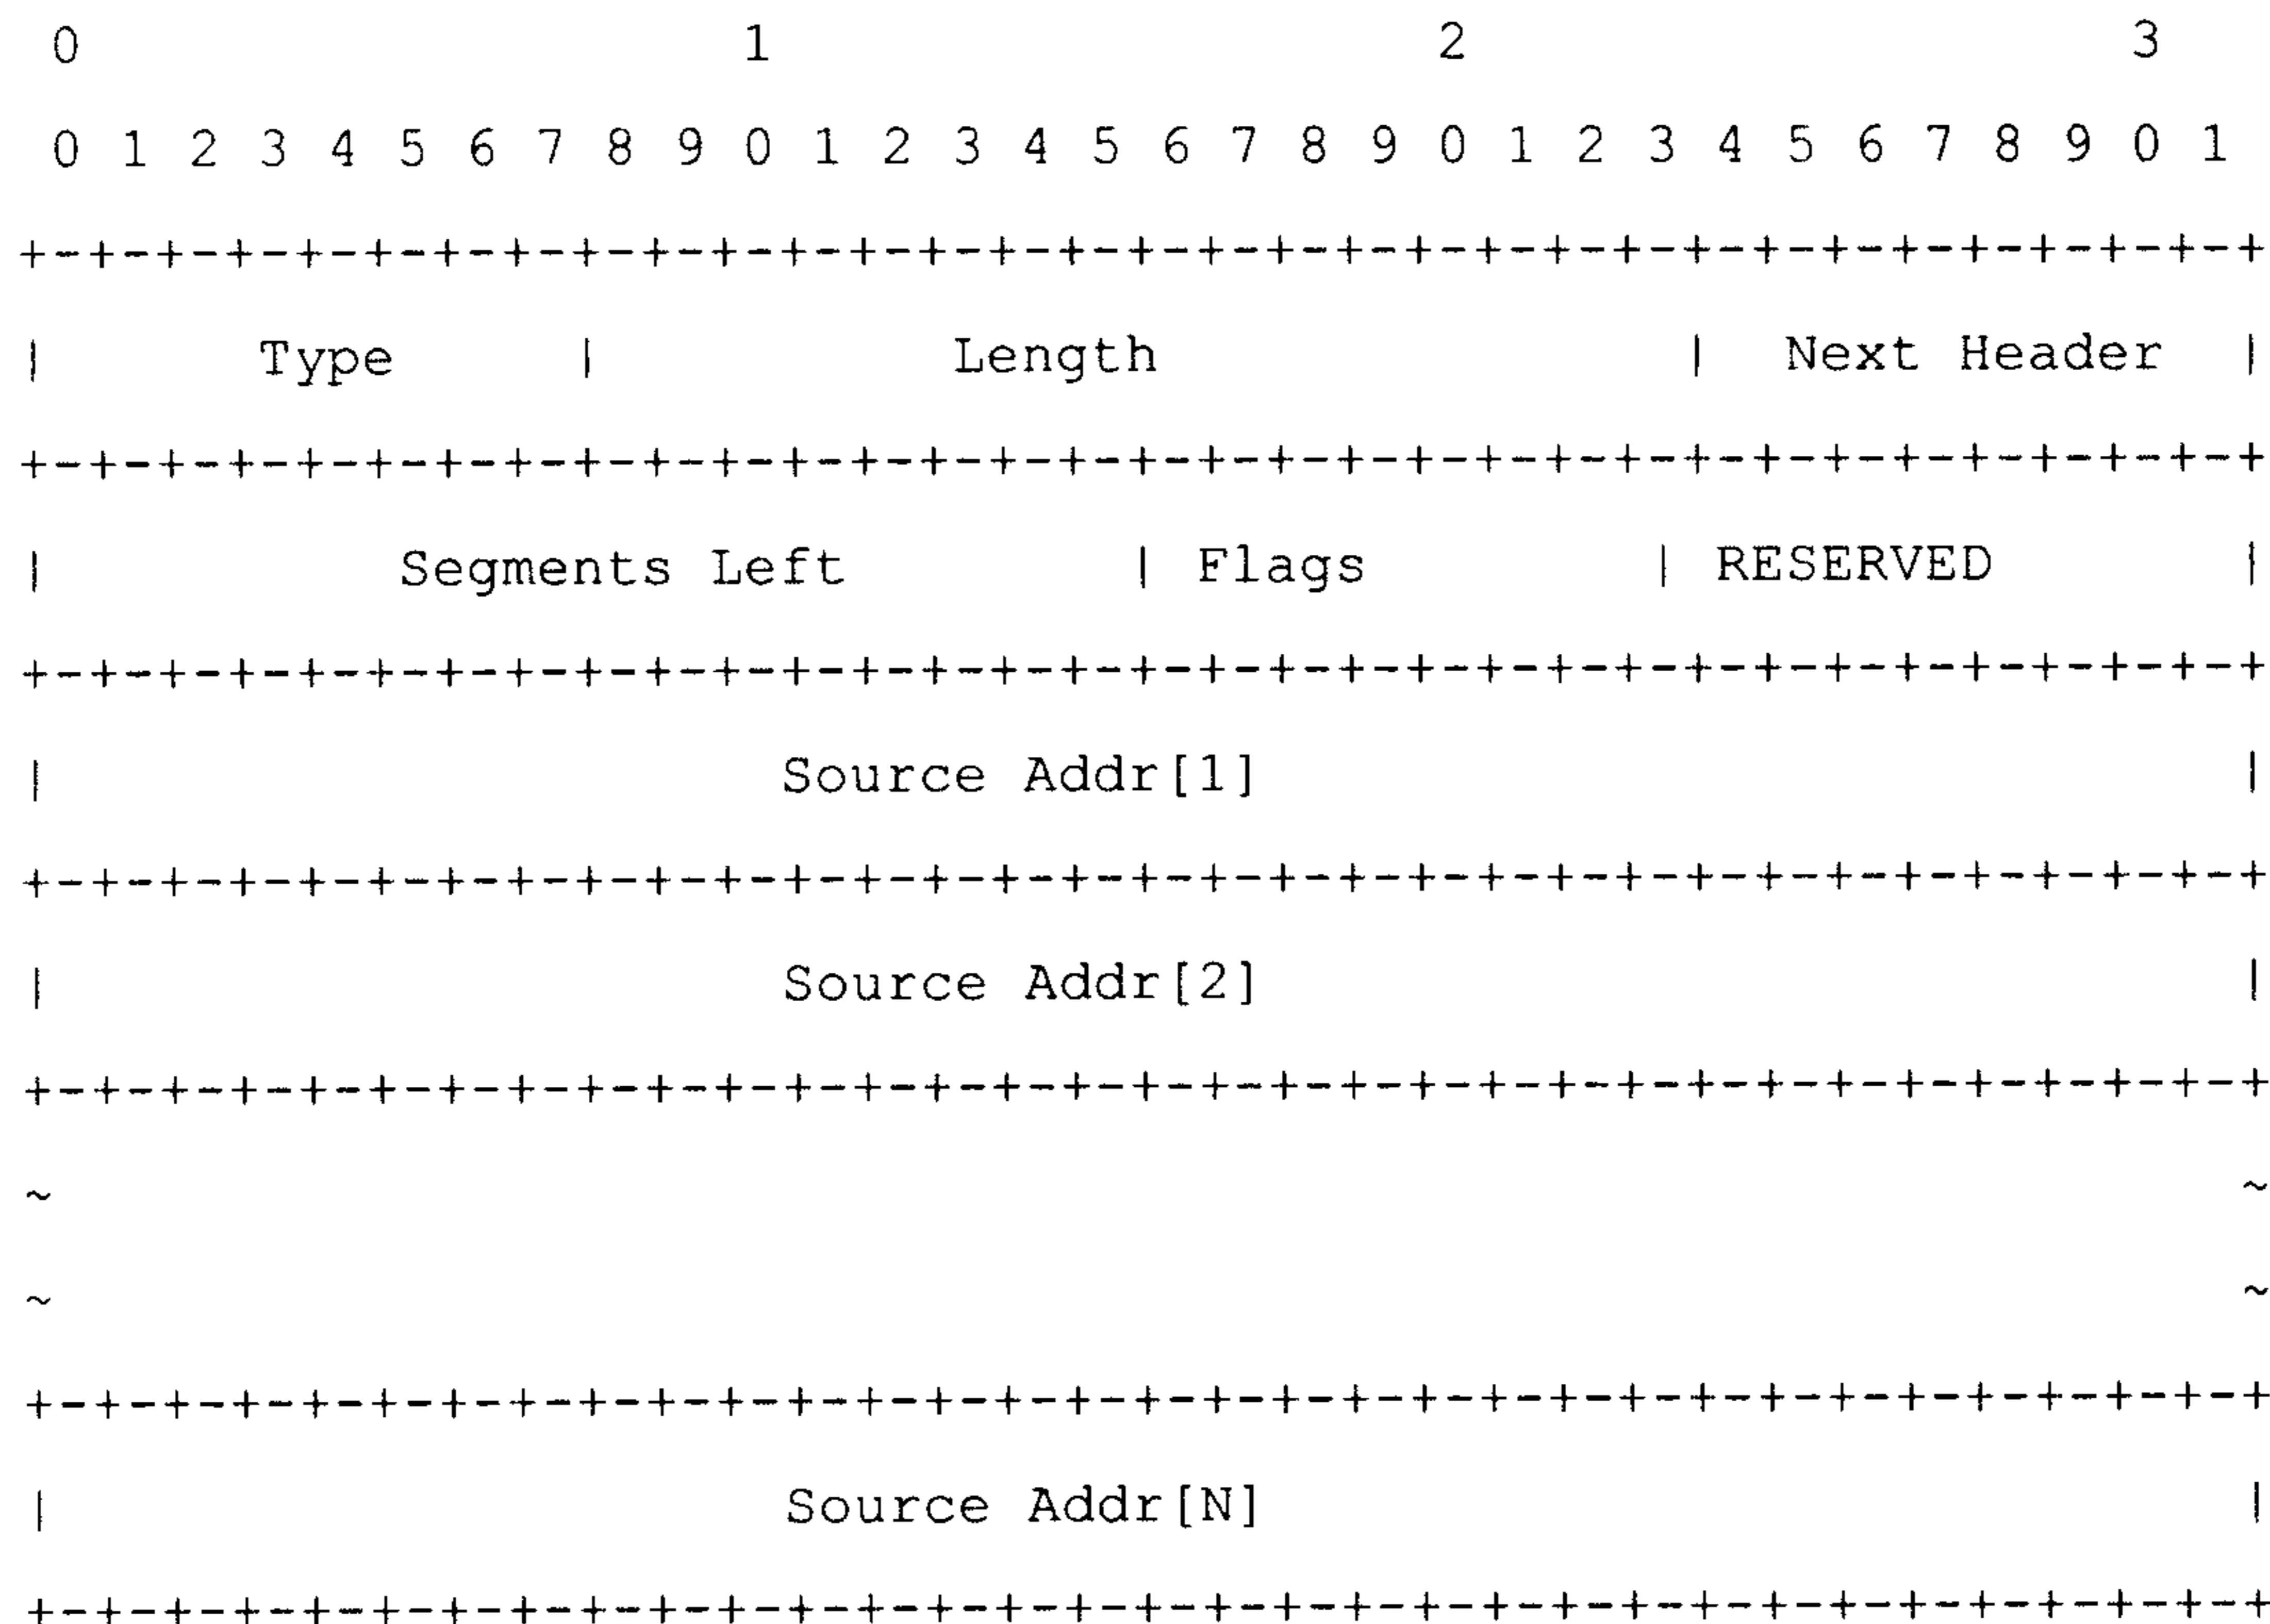 0 1 2 3
0 1 2 3 4 5 6 7 8 9 0 1 2 3 4 5 6 7 8 9 0 1 2 3 4 5 6 7 8 9 0 1
+-+-+-+-+-+-+-+-+-+-+-+-+-+-+-+-+-+-+-+-+-+-+-+-+-+-+-+-+-+-+-+-+
| Type | Length | Next Header |
+-+-+-+-+-+-+-+-+-+-+-+-+-+-+-+-+-+-+-+-+-+-+-+-+-+-+-+-+-+-+-+-+
| Segments Left | Flags | RESERVED |
+-+-+-+-+-+-+-+-+-+-+-+-+-+-+-+-+-+-+-+-+-+-+-+-+-+-+-+-+-+-+-+-+
| Source Addr[1] |
+-+-+-+-+-+-+-+-+-+-+-+-+-+-+-+-+-+-+-+-+-+-+-+-+-+-+-+-+-+-+-+-+
| Source Addr[2] |
+-+-+-+-+-+-+-+-+-+-+-+-+-+-+-+-+-+-+-+-+-+-+-+-+-+-+-+-+-+-+-+-+
~ ~
~ ~
+-+-+-+-+-+-+-+-+-+-+-+-+-+-+-+-+-+-+-+-+-+-+-+-+-+-+-+-+-+-+-+-+
| Source Addr[N] |
+-+-+-+-+-+-+-+-+-+-+-+-+-+-+-+-+-+-+-+-+-+-+-+-+-+-+-+-+-+-+-+-+